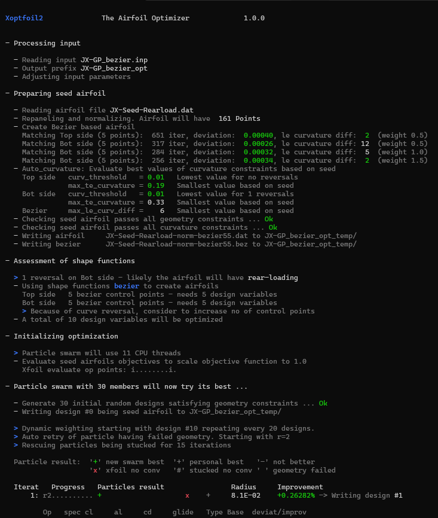 Xoptfoil2 The Airfoil Optimizer 1.0.0
─ Processing input
─ Reading input JX-GP_bezier.inp
─ Output prefix JX-GP_bezier_opt
─ Adjusting input parameters
─ Preparing seed airfoil
─ Reading airfoil file JX-Seed-Rearload.dat
─ Repaneling and normalizing. Airfoil will have 161 Points
─ Create Bezier based airfoil
Matching Top side (5 points): 651 iter, deviation: 0.00040, le curvature diff: 2 (weight 0.5)
Matching Bot side (5 points): 317 iter, deviation: 0.00026, le curvature diff: 12 (weight 0.5)
Matching Bot side (5 points): 284 iter, deviation: 0.00032, le curvature diff: 5 (weight 1.0)
Matching Bot side (5 points): 256 iter, deviation: 0.00034, le curvature diff: 2 (weight 1.5)
─ Auto_curvature: Evaluate best values of curvature constraints based on seed
Top side curv_threshold = 0.01 Lowest value for no reversals
max_te_curvature = 0.19 Smallest value based on seed
Bot side curv_threshold = 0.01 Lowest value for 1 reversals
max_te_curvature = 0.33 Smallest value based on seed
Bezier max_le_curv_diff = 6 Smallest value based on seed
─ Checking seed airfoil passes all geometry constraints ... Ok
─ Checking seed airfoil passes all curvature constraints ... Ok
─ Writing airfoil JX-Seed-Rearload-norm-bezier55.dat to JX-GP_bezier_opt_temp/
─ Writing bezier JX-Seed-Rearload-norm-bezier55.bez to JX-GP_bezier_opt_temp/
─ Assessment of shape functions
> 1 reversal on Bot side - likely the airfoil will have rear-loading
─ Using shape functions bezier to create airfoils
Top side 5 bezier control points - needs 5 design variables
Bot side 5 bezier control points - needs 5 design variables
> Because of curve reversal, consider to increase no of control points
─ A total of 10 design variables will be optimized
─ Initializing optimization
> Particle swarm will use 11 CPU threads
─ Evaluate seed airfoils objectives to scale objective function to 1.0
Xfoil evaluate op points: i........i.
─ Particle swarm with 30 members will now try its best ...
─ Generate 30 initial random designs satisfying geometry constraints ... Ok
─ Writing design #0 being seed airfoil to JX-GP_bezier_opt_temp/
> Dynamic weighting starting with design #10 repeating every 20 designs.
> Auto retry of particle having failed geometry. Starting with r=2
> Rescuing particles being stucked for 15 iterations
Particle result: '+' new swarm best '+' personal best '-' not better
'x' xfoil no conv '#' stucked no conv ' ' geometry failed
Iterat Progress Particles result Radius Improvement
1: r2.......... + x + 8.1E-02 +0.26282% -> Writing design #1
Op spec cl al cd glide Type Base deviat/improv